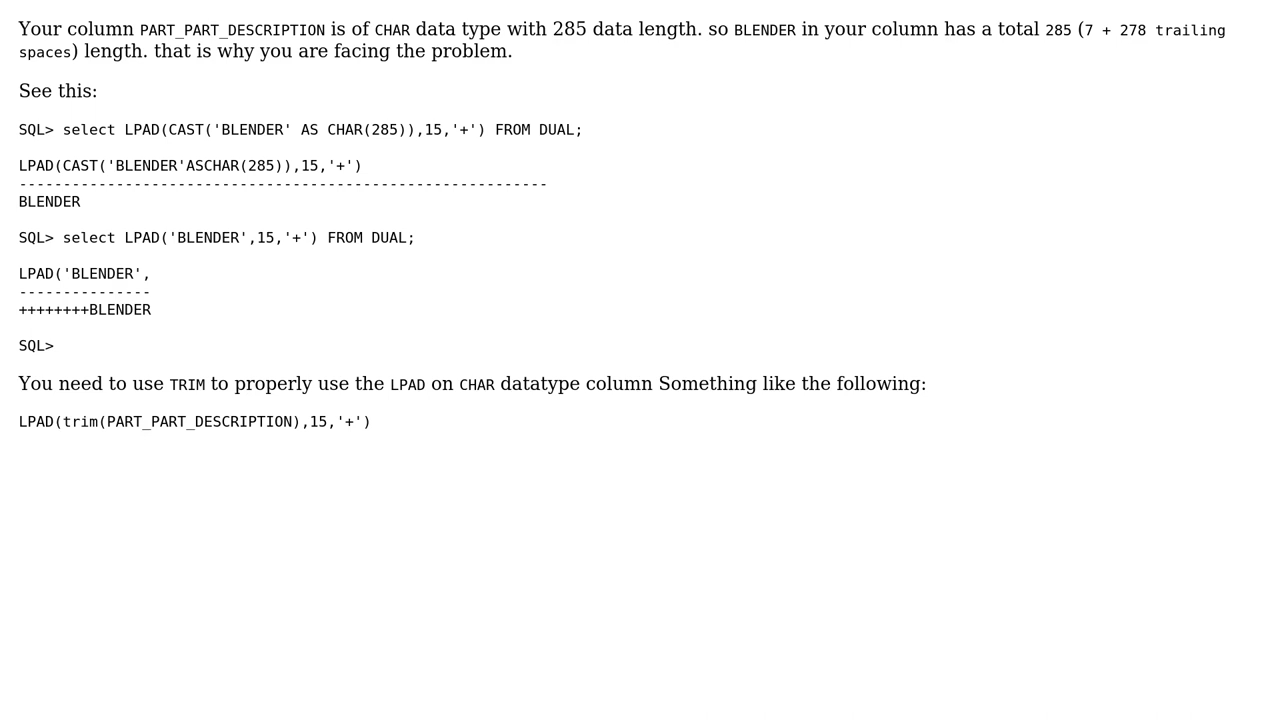 Your column PART_PART_DESCRIPTION is of CHAR data type with 285 data length. so BLENDER in your column has a total 285 (7 + 278 trailing
spaces) length. that is why you are facing the problem.
See this:
SQL> select LPAD(CAST('BLENDER' AS CHAR(285)),15,'+') FROM DUAL;
LPAD(CAST('BLENDER'ASCHAR(285)),15,'+')
------------------------------------------------------------
BLENDER
SQL> select LPAD('BLENDER',15,'+') FROM DUAL;
LPAD('BLENDER',
---------------
++++++++BLENDER
SQL>
You need to use TRIM to properly use the LPAD on CHAR datatype column Something like the following:
LPAD(trim(PART_PART_DESCRIPTION),15,'+')